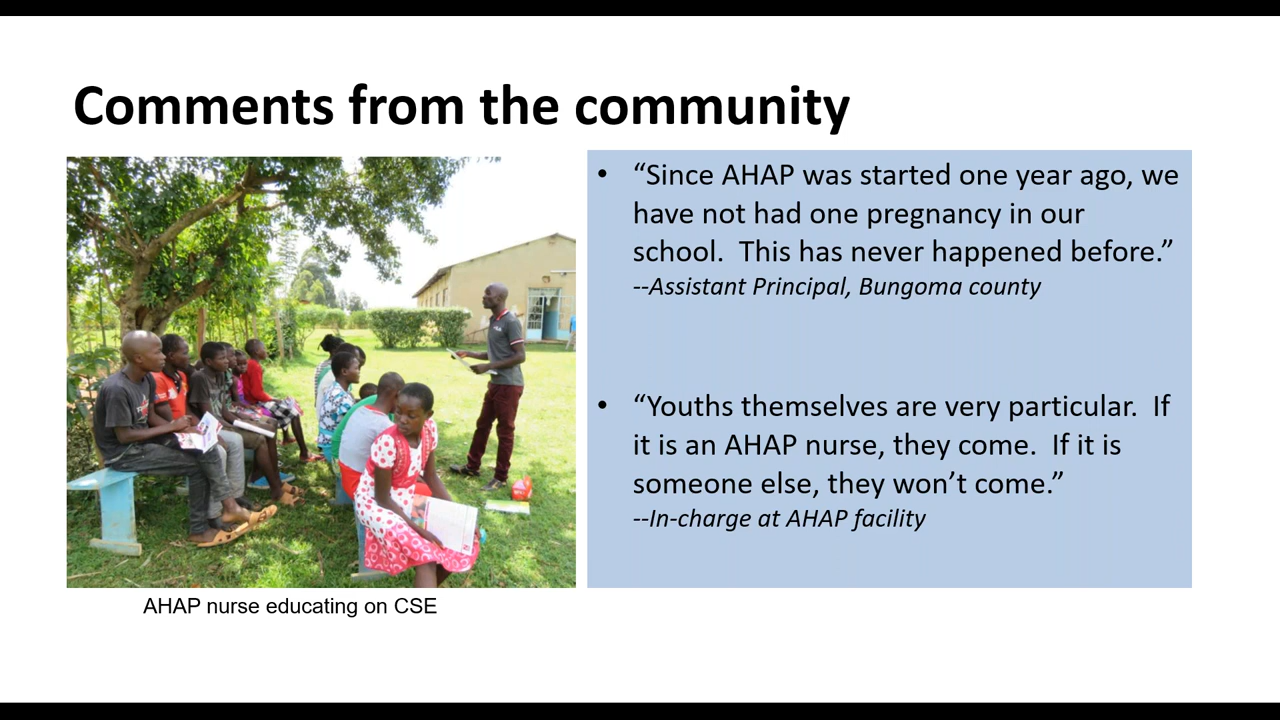 Comments from the community
• “Since AHAP was started one year ago, we
have not had one pregnancy in our
school.  This has never happened before.”
--Assistant Principal, Bungoma county
• “Youths themselves are very particular.  If
it is an AHAP nurse, they come.  If it is
someone else, they won’t come.”
--In-charge at AHAP facility
AHAP nurse educating on CSE